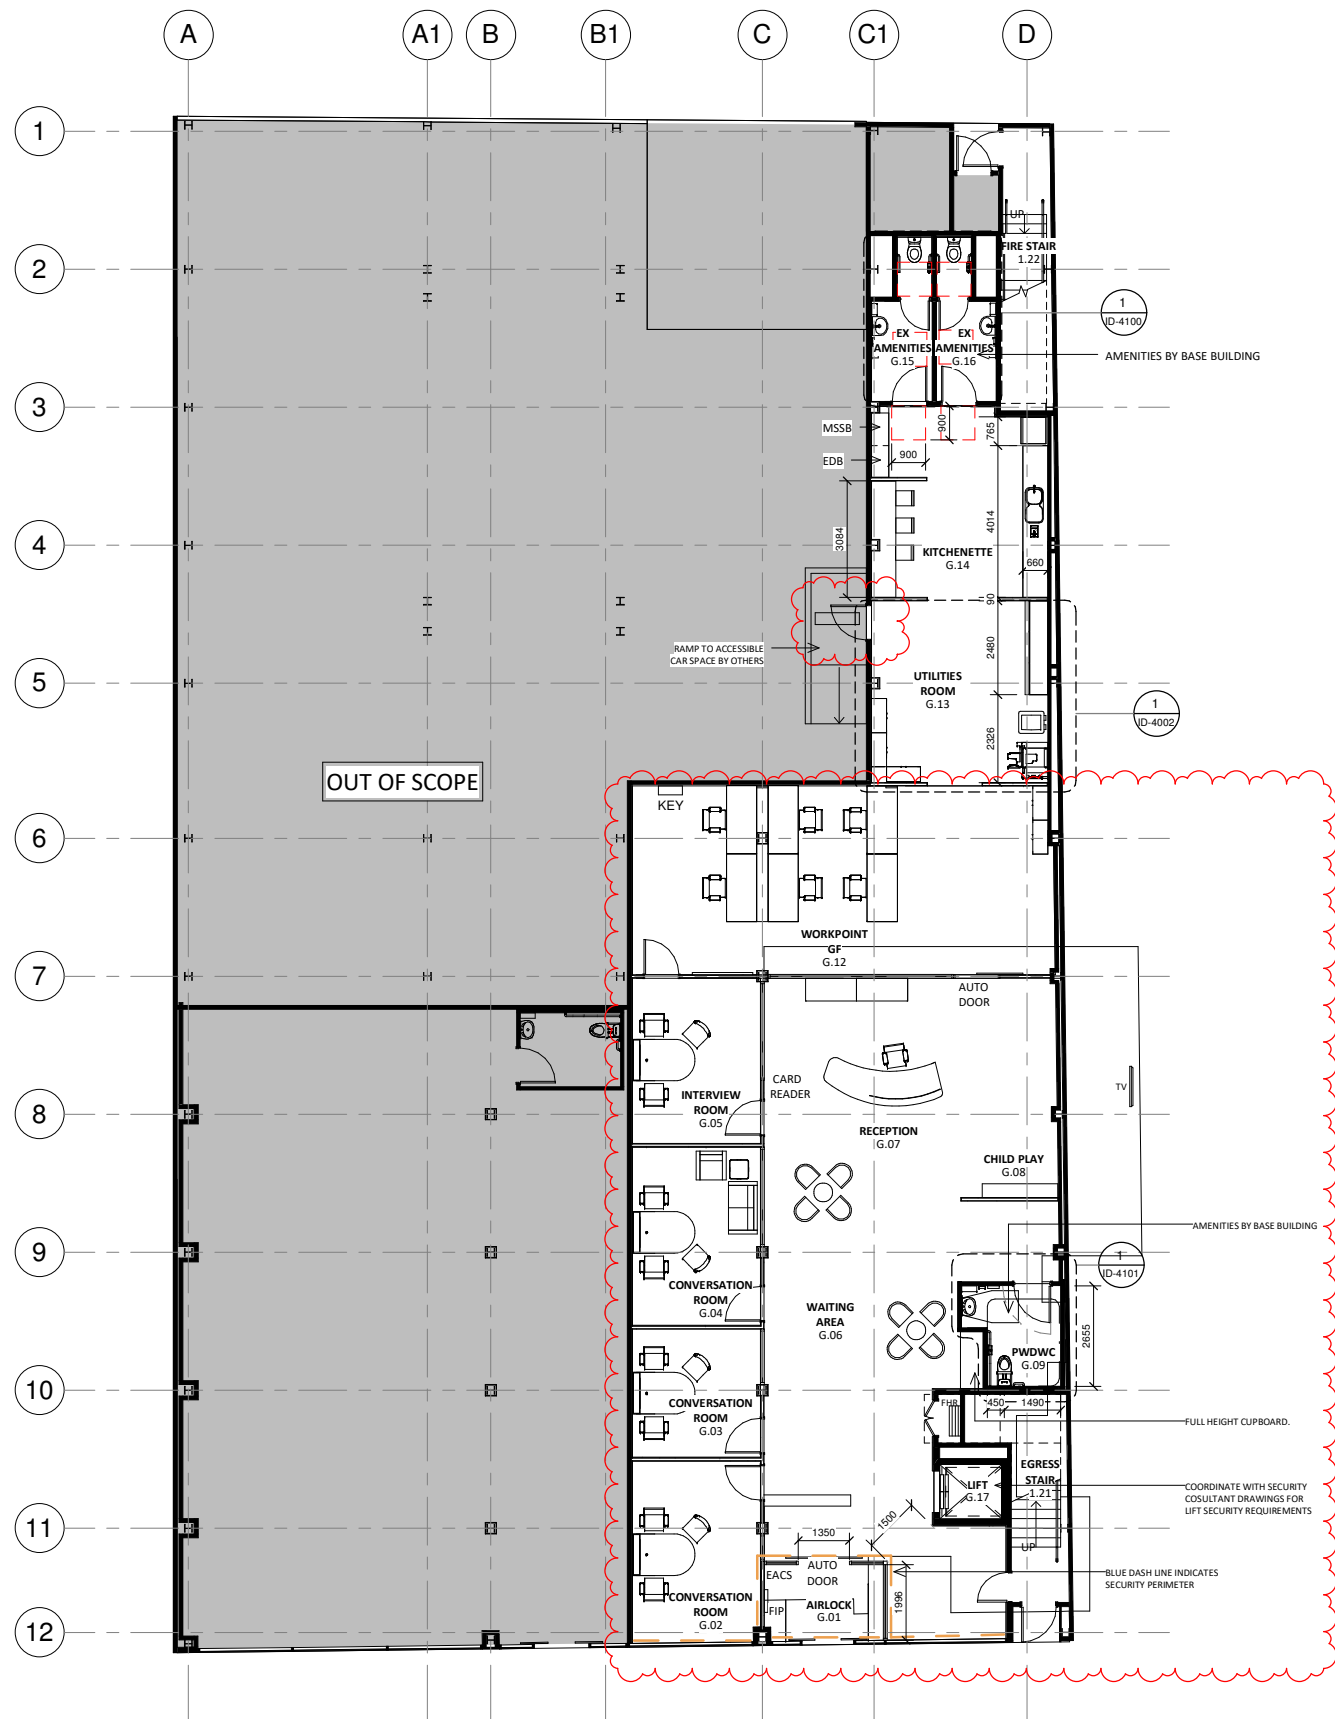 A A1 B B1 C C1 D
1
UP
FIRE STAIR
1.22
2
1
ID-4100
EX
AMENITIES
G.15
EX
AMENITIES
G.16
AMENITIES BY BASE BUILDING
3
MSSB
900
765
EDB
900
3084
4014
4
KITCHENETTE
G.14
660
90
RAMP TO ACCESSIBLE
CAR SPACE BY OTHERS
2480
5
UTILITIES
ROOM
G.13
1
ID-4002
2326
OUT OF SCOPE
KEY
6
WORKPOINT
GF
G.12
7
AUTO
DOOR
CARD
READER
TV
INTERVIEW
ROOM
G.05
8
RECEPTION
G.07
CHILD PLAY
G.08
AMENITIES BY BASE BUILDING
9
1
ID-4101
CONVERSATION
ROOM
G.04
WAITING
AREA
G.06
2655
PWDWC
G.09
10
CONVERSATION
ROOM
G.03
FHR
450
1490
FULL HEIGHT CUPBOARD.
EGRESS
STAIR
1.21
LIFT
G.17
COORDINATE WITH SECURITY
COSULTANT DRAWINGS FOR
LIFT SECURITY REQUIREMENTS
11
1500
1350
UP
EACS
AUTO
DOOR
BLUE DASH LINE INDICATES
SECURITY PERIMETER
CONVERSATION
ROOM
G.02
FIP
AIRLOCK
G.01
1996
12